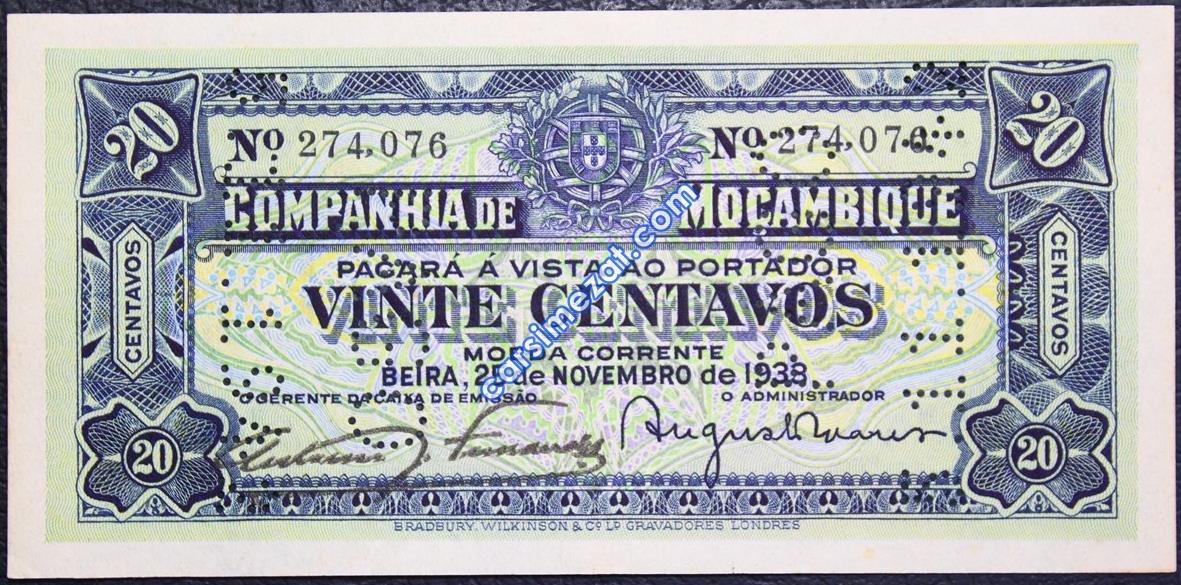 20 20
Nº 274,076 Nº 274,076
COMPANHIA DE MOÇAMBIQUE
PAGARÁ Á VISTA AO PORTADOR
VINTE CENTAVOS
MOEDA CORRENTE
BEIRA, 25 de NOVEMBRO de 1933.
O GERENTE DA CAIXA DE EMISSÃO O ADMINISTRADOR
CENTAVOS CENTAVOS
20 20
BRADBURY, WILKINSON & Cº Lᴰ GRAVADORES LONDRES
carsimezat.com